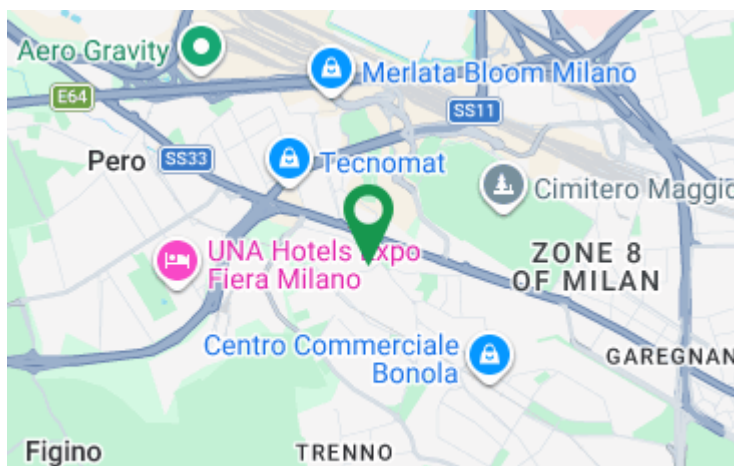 Aero Gravity
Merlata Bloom Milano
E64
SS11
Pero
SS33
Tecnomat
Cimitero Maggio
UNA Hotels Expo
Fiera Milano
ZONE 8
OF MILAN
Centro Commerciale
Bonola
GAREGNAN
Figino
TRENNO